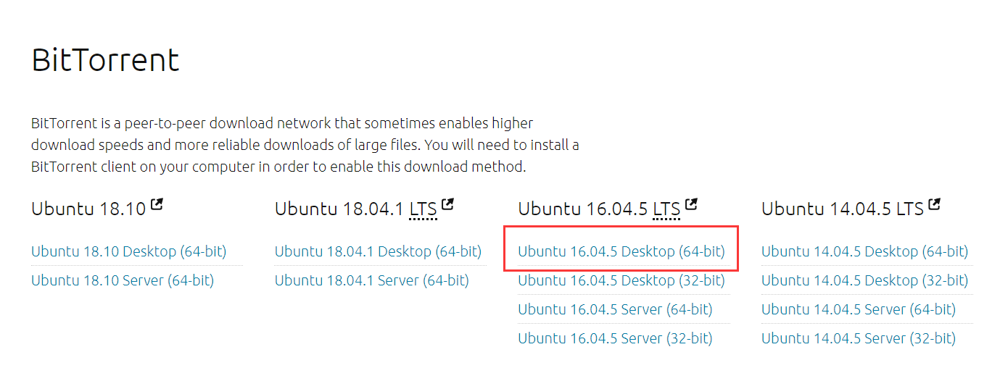 BitTorrent
BitTorrent is a peer-to-peer download network that sometimes enables higher
download speeds and more reliable downloads of large files. You will need to install a
BitTorrent client on your computer in order to enable this download method.
Ubuntu 18.10
Ubuntu 18.10 Desktop (64-bit)
Ubuntu 18.10 Server (64-bit)
Ubuntu 18.04.1 LTS
Ubuntu 18.04.1 Desktop (64-bit)
Ubuntu 18.04.1 Server (64-bit)
Ubuntu 16.04.5 LTS
Ubuntu 16.04.5 Desktop (64-bit)
Ubuntu 16.04.5 Desktop (32-bit)
Ubuntu 16.04.5 Server (64-bit)
Ubuntu 16.04.5 Server (32-bit)
Ubuntu 14.04.5 LTS
Ubuntu 14.04.5 Desktop (64-bit)
Ubuntu 14.04.5 Desktop (32-bit)
Ubuntu 14.04.5 Server (64-bit)
Ubuntu 14.04.5 Server (32-bit)